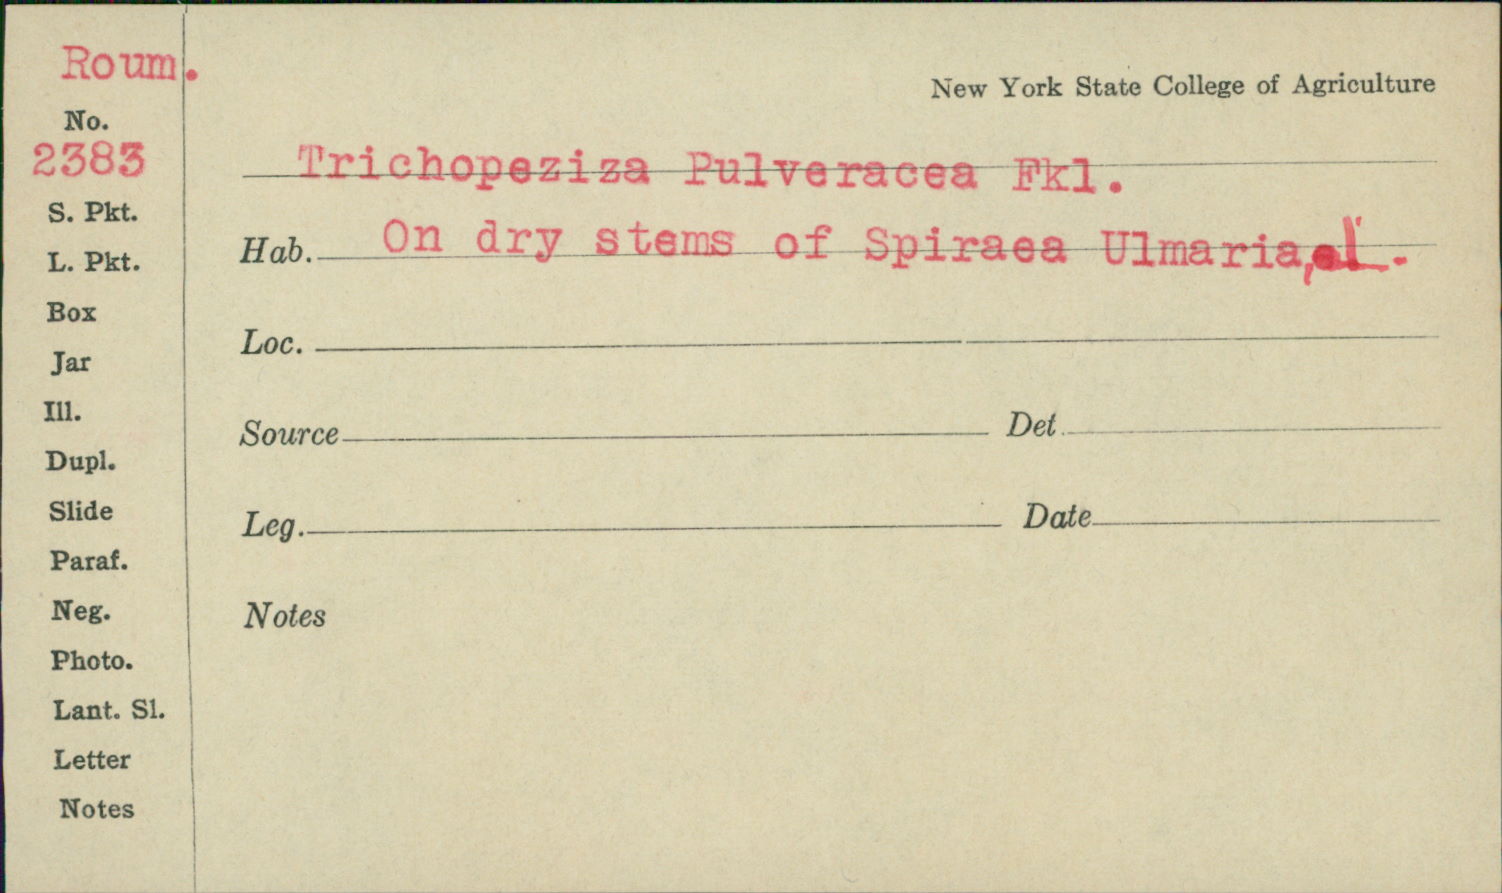 Roum.
New York State College of Agriculture
No.
2383
Trichopeziza Pulveracea Fkl.
S. Pkt.
Hab. On dry stems of Spiraea Ulmaria, L.
L. Pkt.
Box
Loc.
Jar
Ill.
Source Det
Dupl.
Slide
Leg. Date
Paraf.
Neg.
Notes
Photo.
Lant. Sl.
Letter
Notes